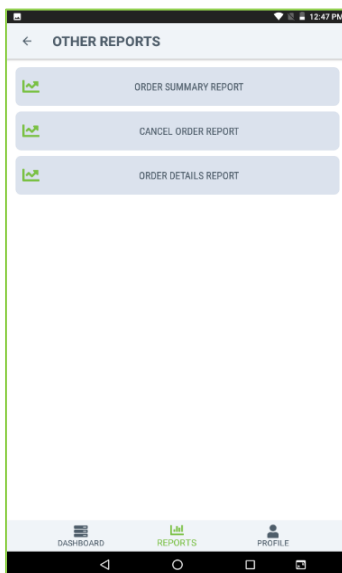 12:47 PM
OTHER REPORTS
ORDER SUMMARY REPORT
CANCEL ORDER REPORT
ORDER DETAILS REPORT
DASHBOARD
REPORTS
PROFILE